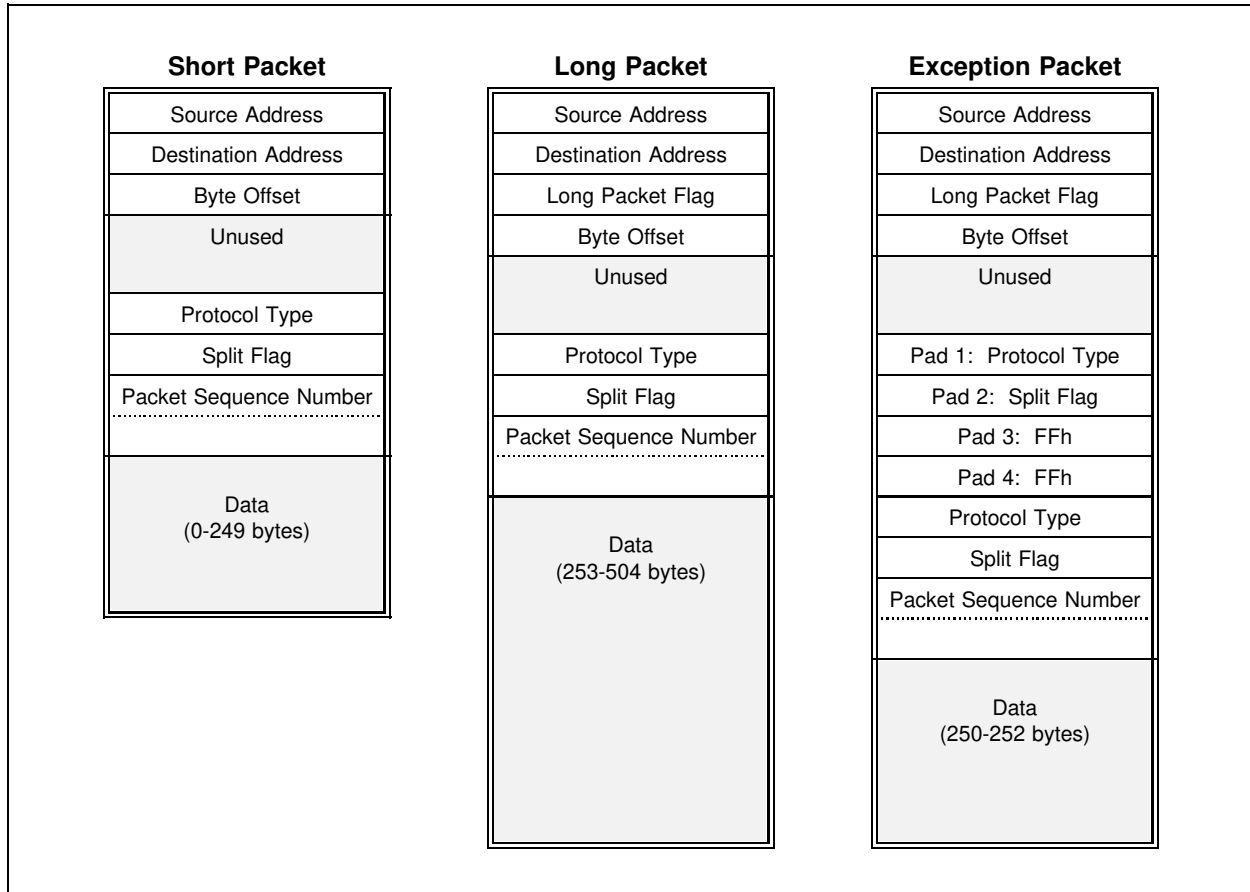 Short Packet
Source Address
Destination Address
Byte Offset
Unused
Protocol Type
Split Flag
Packet Sequence Number
Data
(0-249 bytes)
Long Packet
Source Address
Destination Address
Long Packet Flag
Byte Offset
Unused
Protocol Type
Split Flag
Packet Sequence Number
Data
(253-504 bytes)
Exception Packet
Source Address
Destination Address
Long Packet Flag
Byte Offset
Unused
Pad 1: Protocol Type
Pad 2: Split Flag
Pad 3: FFh
Pad 4: FFh
Protocol Type
Split Flag
Packet Sequence Number
Data
(250-252 bytes)